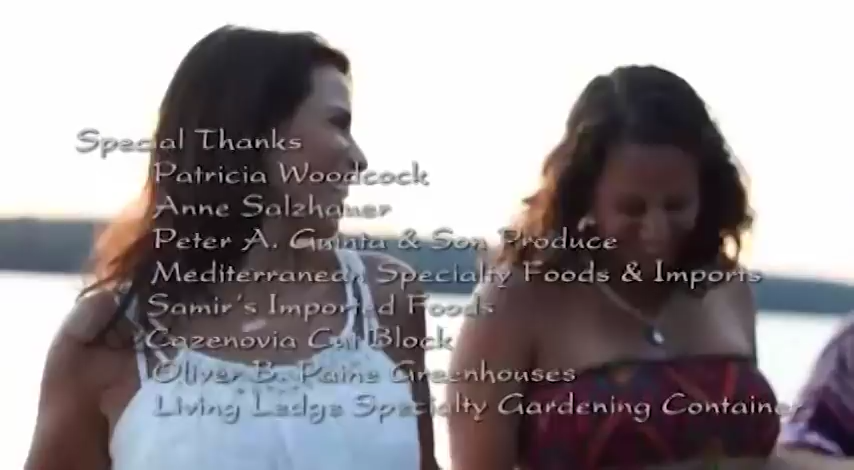 Special Thanks
Patricia Woodcock
Anne Salzhauer
Peter A. Guinta & Son Produce
Mediterranean Specialty Foods & Imports
Samir's Imported Foods
Cazenovia Cut Block
Oliver B. Paine Greenhouses
Living Ledge Specialty Gardening Container